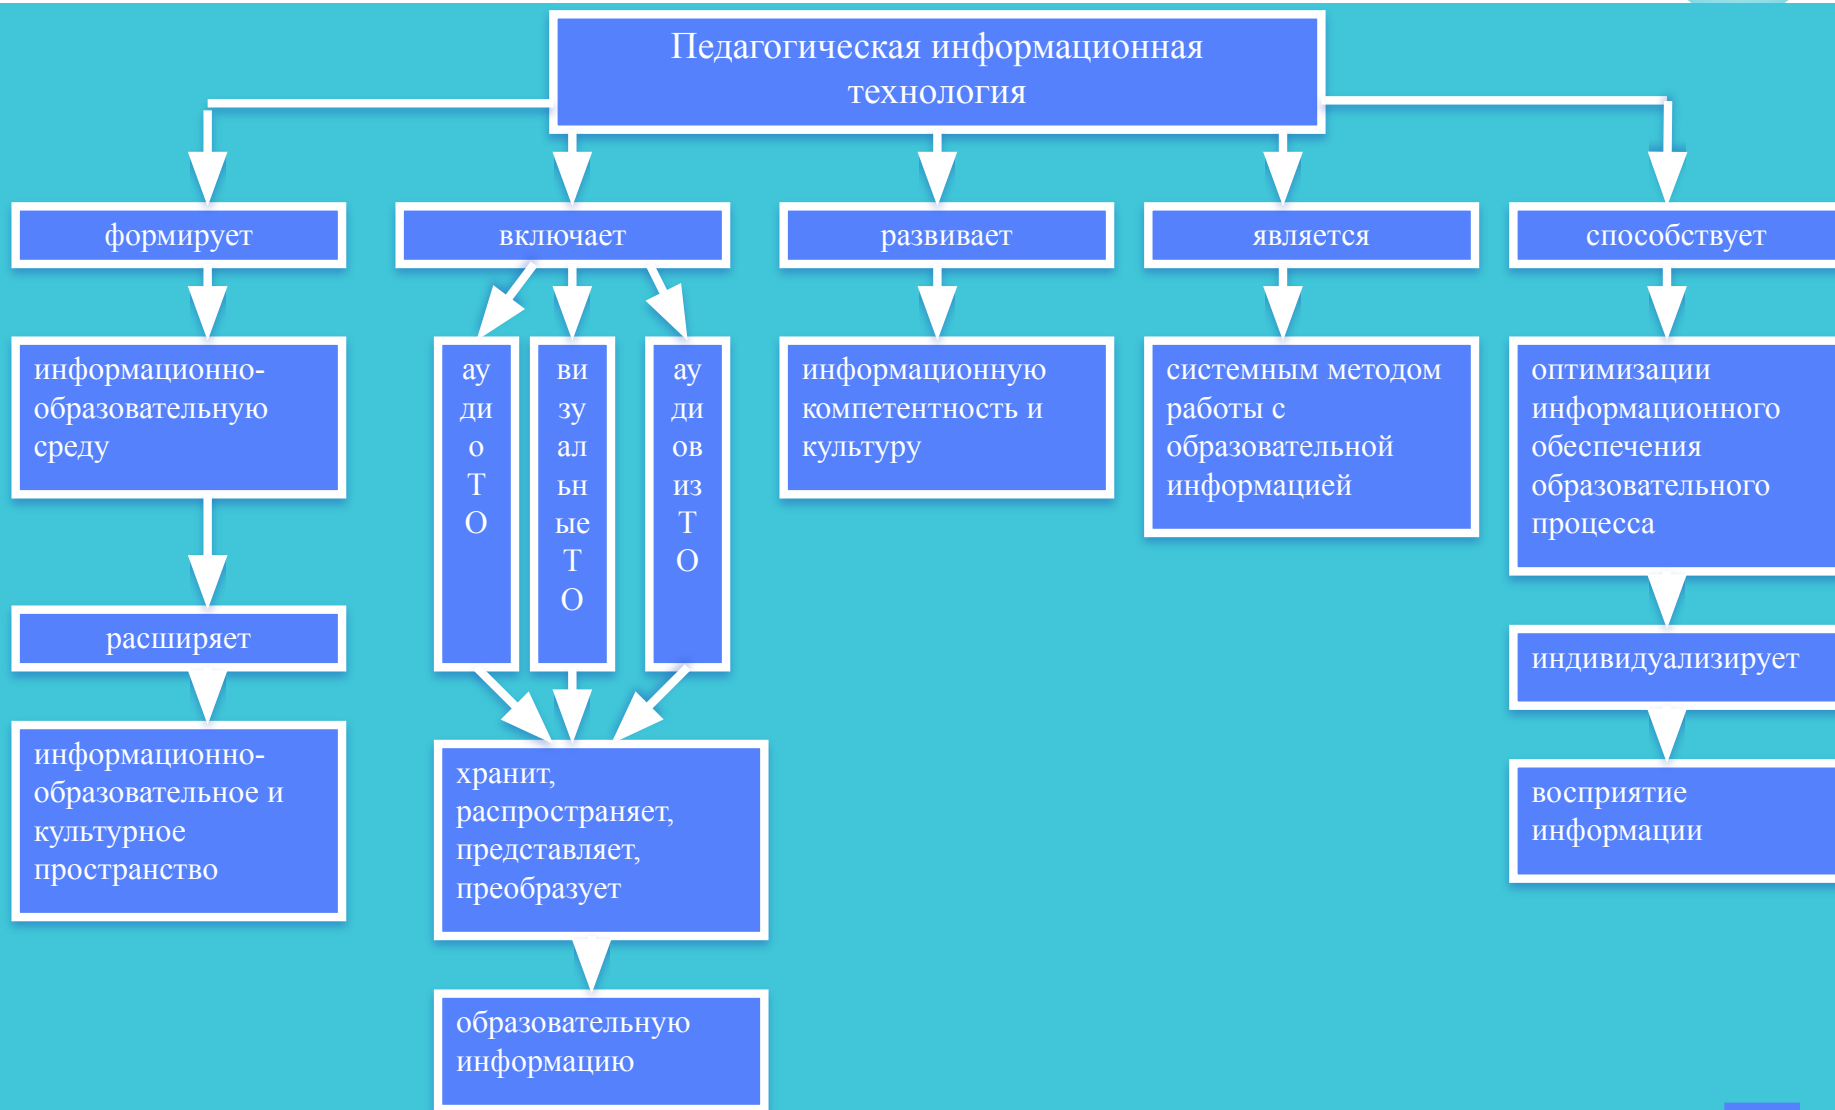 Педагогическая информационная
технология
формирует
включает
развивает
является
способствует
информационно-
образовательную
среду
ау
ди
о
Т
О
ви
зу
ал
ьн
ые
Т
О
ау
ди
ов
из
Т
О
информационную
компетентность и
культуру
системным методом
работы с
образовательной
информацией
оптимизации
информационного
обеспечения
образовательного
процесса
расширяет
индивидуализирует
информационно-
образовательное и
культурное
пространство
хранит,
распространяет,
представляет,
преобразует
восприятие
информации
образовательную
информацию